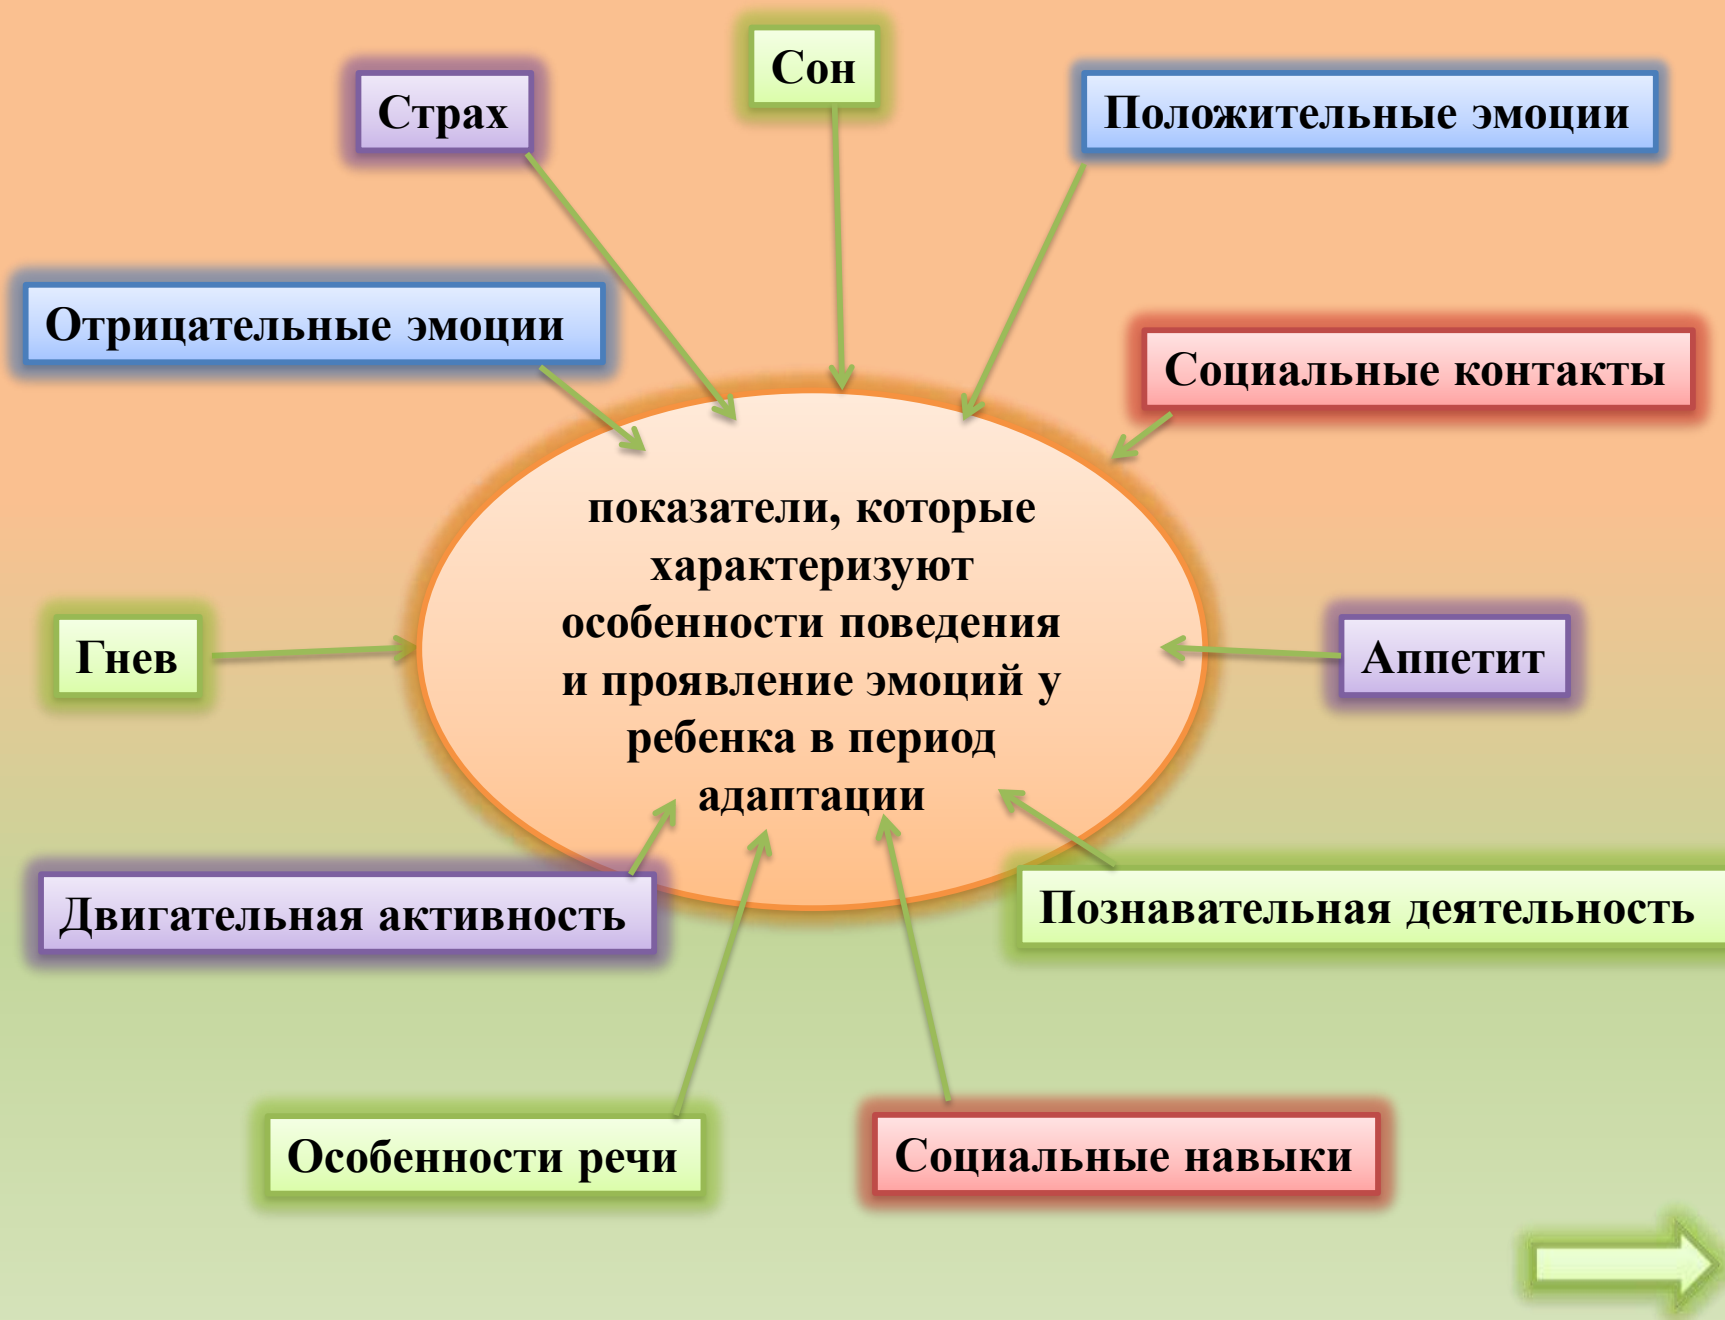 Сон
Страх
Положительные эмоции
Отрицательные эмоции
Социальные контакты
показатели, которые
характеризуют
особенности поведения
и проявление эмоций у
ребенка в период
адаптации
Гнев
Аппетит
Двигательная активность
Познавательная деятельность
Особенности речи
Социальные навыки